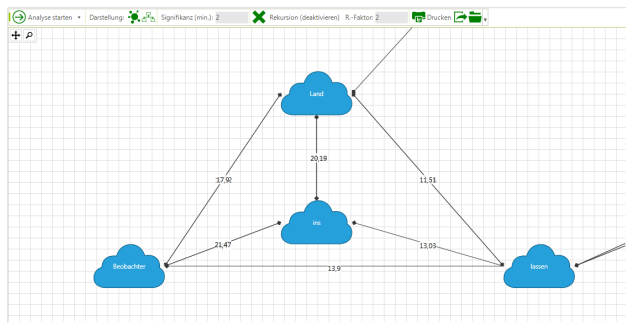 Analyse starten Darstellung: Signifikanz (min.): 2 Rekursion (deaktivieren) R.-Faktor: 2 Drucken
Land
20,19
17,92
11,51
ins
21,47
13,03
Beobachter
13,9
lassen